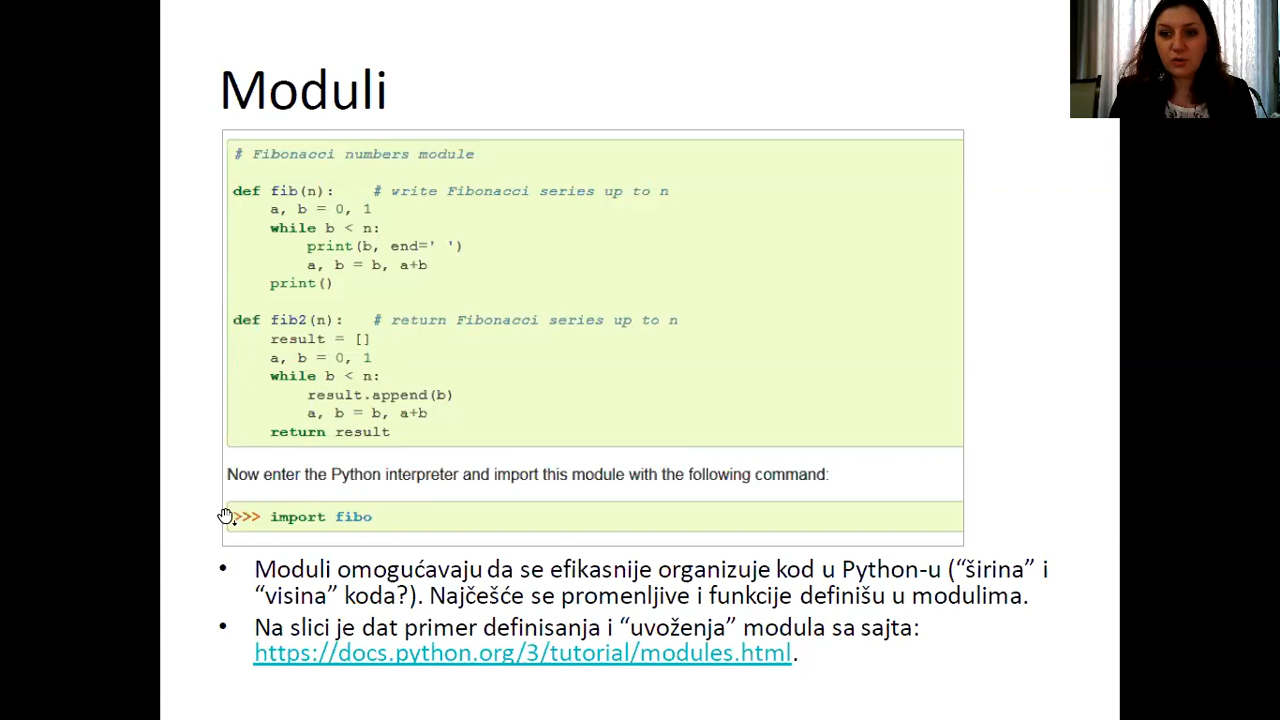 Moduli
# Fibonacci numbers module
def fib(n):    # write Fibonacci series up to n
    a, b = 0, 1
    while b < n:
        print(b, end=' ')
        a, b = b, a+b
    print()
def fib2(n):   # return Fibonacci series up to n
    result = []
    a, b = 0, 1
    while b < n:
        result.append(b)
        a, b = b, a+b
    return result
Now enter the Python interpreter and import this module with the following command:
>>> import fibo
• Moduli omogućavaju da se efikasnije organizuje kod u Python-u (“širina” i
“visina” koda?). Najčešće se promenljive i funkcije definišu u modulima.
• Na slici je dat primer definisanja i “uvoženja” modula sa sajta:
https://docs.python.org/3/tutorial/modules.html.